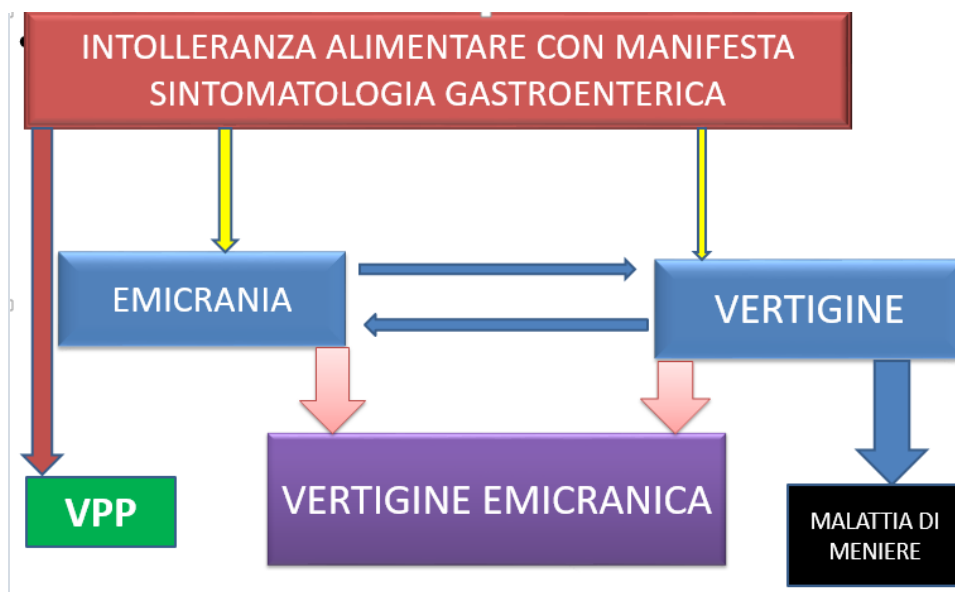 INTOLLERANZA ALIMENTARE CON MANIFESTA
SINTOMATOLOGIA GASTROENTERICA
EMICRANIA
VERTIGINE
VERTIGINE EMICRANICA
VPP
MALATTIA DI
MENIERE